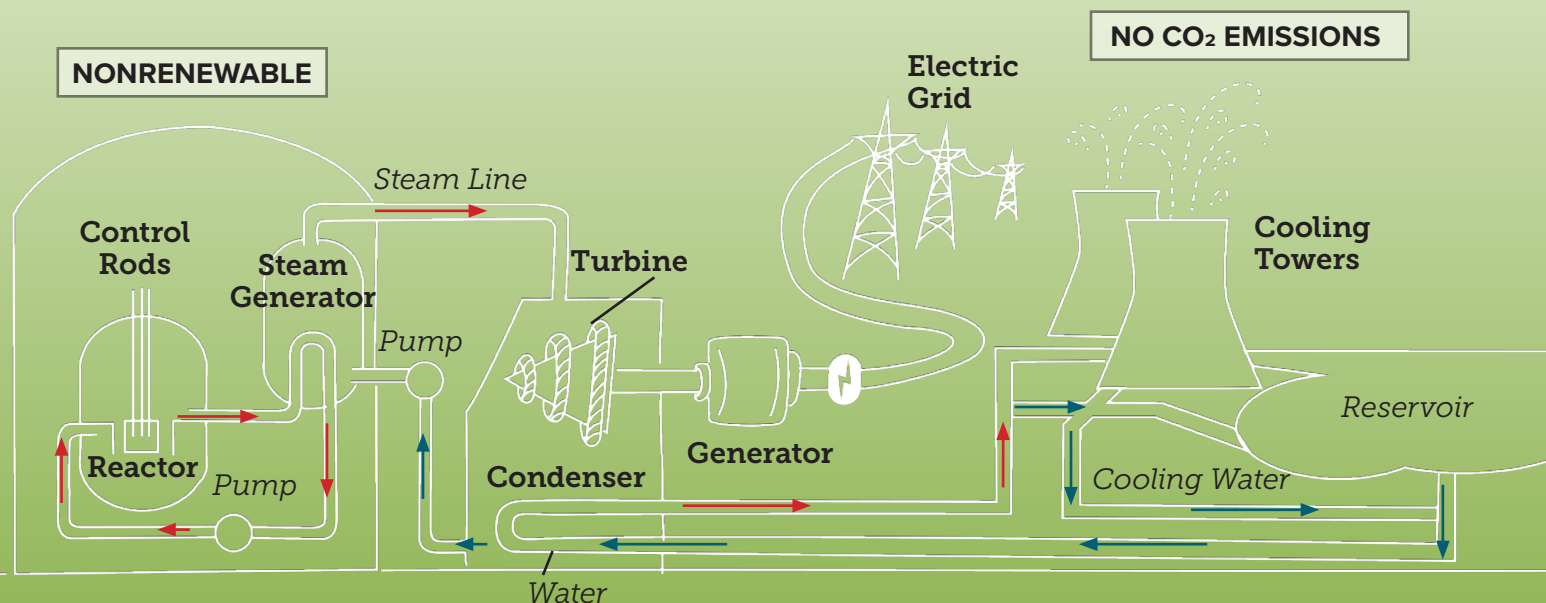 NONRENEWABLE
NO CO₂ EMISSIONS
Electric
Grid
Steam Line
Control
Rods
Steam
Generator
Turbine
Cooling
Towers
Pump
Reservoir
Reactor
Pump
Condenser
Generator
Cooling Water
Water